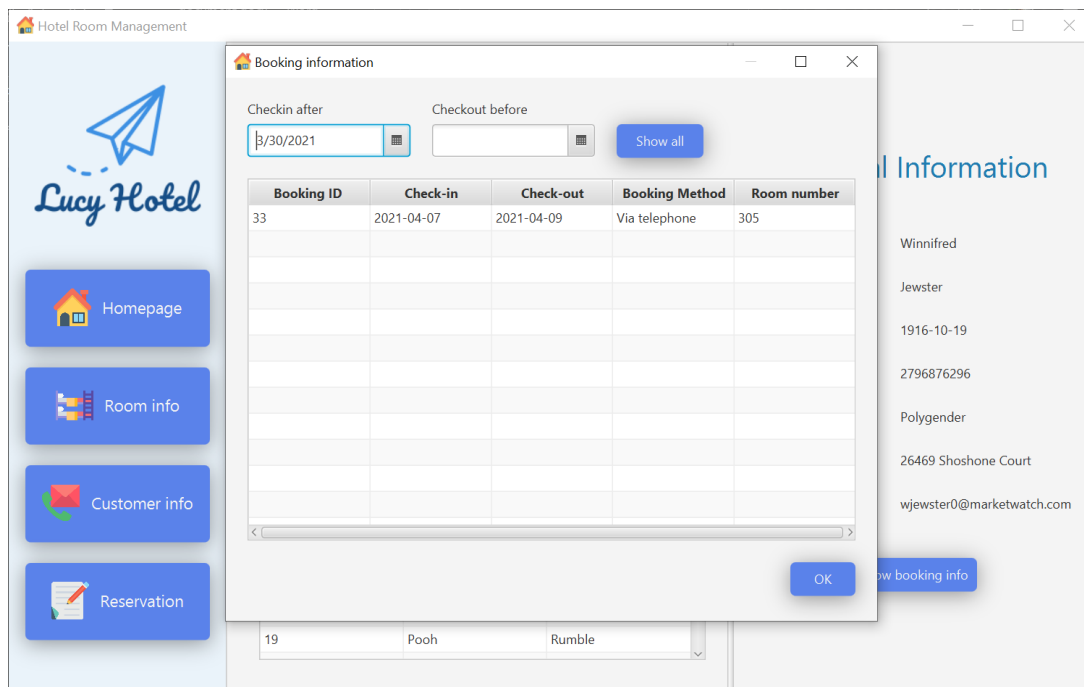 Hotel Room Management
Booking information
Checkin after
Checkout before
3/30/2021
Show all
Booking ID Check-in Check-out Booking Method Room number
33 2021-04-07 2021-04-09 Via telephone 305
OK
Lucy Hotel
Homepage
Room info
Customer info
Reservation
Information
Winnifred
Jewster
1916-10-19
2796876296
Polygender
26469 Shoshone Court
wjewster0@marketwatch.com
booking info
19 Pooh Rumble